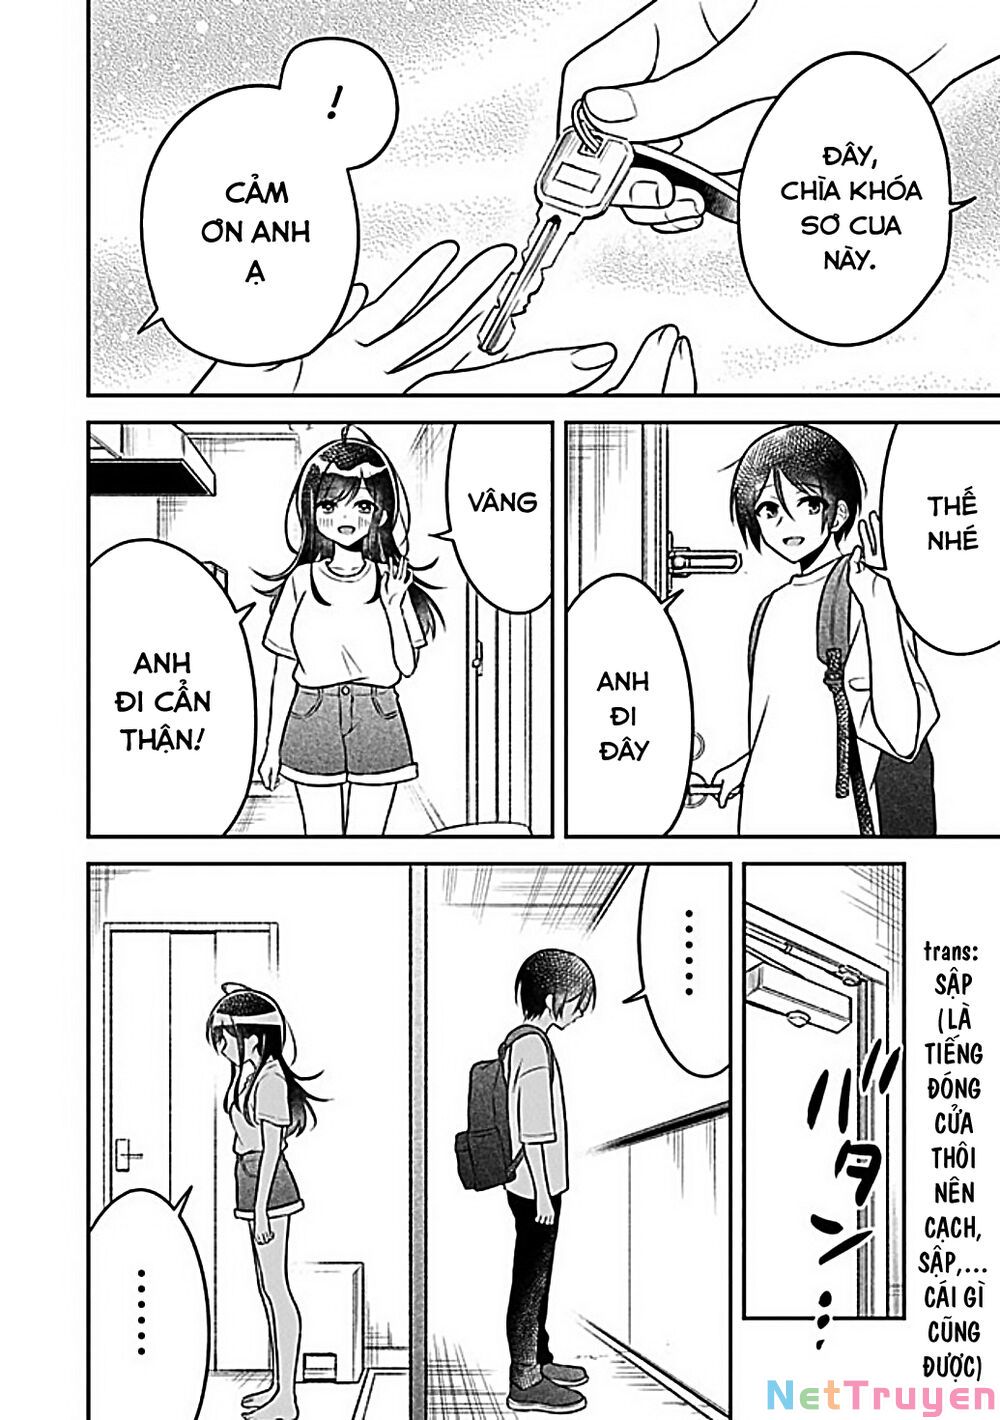 ĐÂY,
CHÌA KHÓA
SƠ CUA
NÀY.
!
CẢM
ƠN ANH
Ạ
THẾ
NHÉ
ANH
ĐI
ĐÂY
VÂNG
ANH
ĐI CẨN
THẬN!
バタン…
trans:
SẬP
(LÀ
TIẾNG
ĐÓNG
CỬA
THÔI
NÊN
CẠCH,
SẬP,...
CÁI GÌ
CŨNG
ĐƯỢC)
......
......
NetTruyen